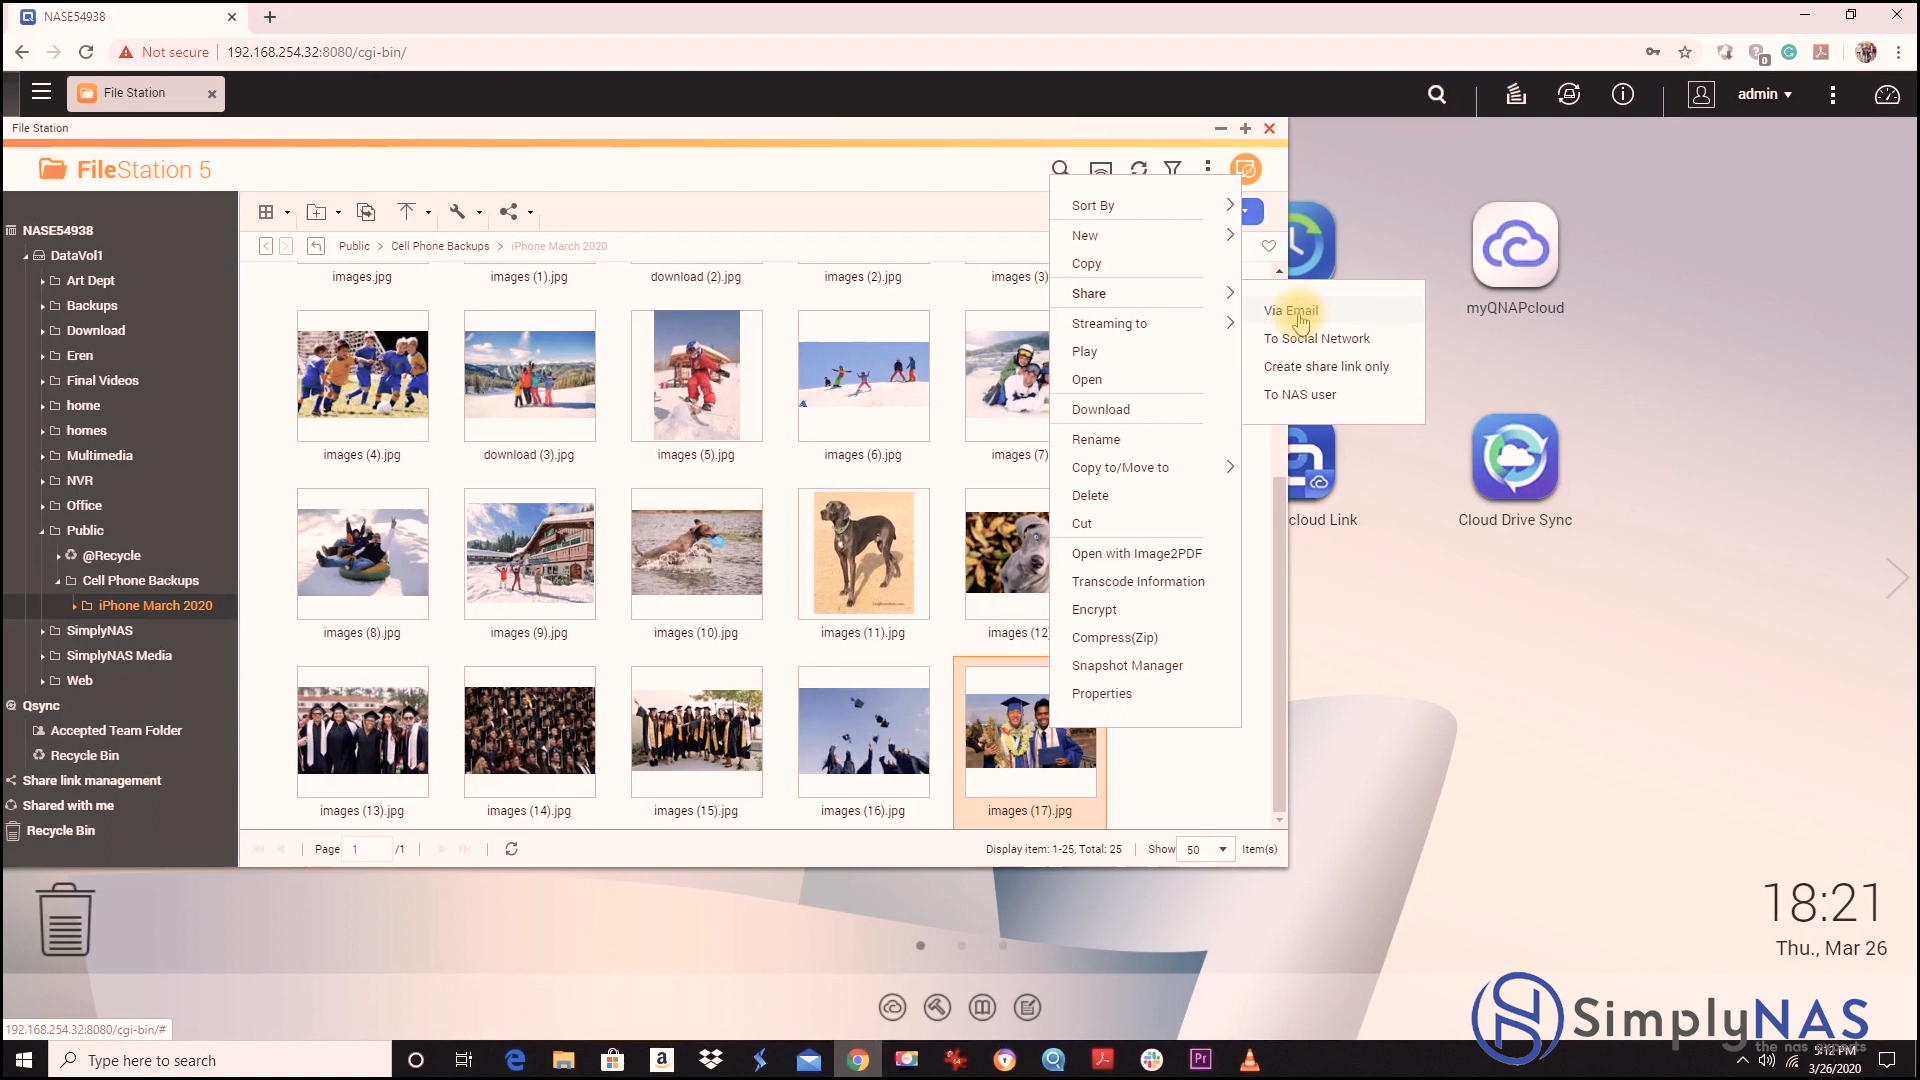 NASE54938
Not secure
192.168.254.32:8080/cgi-bin/
0
File Station
admin
File Station
FileStation 5
Public > Cell Phone Backups > iPhone March 2020
NASE54938
DataVol1
Art Dept
Backups
Download
Eren
Final Videos
home
homes
Multimedia
NVR
Office
Public
@Recycle
Cell Phone Backups
iPhone March 2020
SimplyNAS
SimplyNAS Media
Web
Qsync
Accepted Team Folder
Recycle Bin
Share link management
Shared with me
Recycle Bin
images.jpg
images (1).jpg
download (2).jpg
images (2).jpg
images (3)
images (4).jpg
download (3).jpg
images (5).jpg
images (6).jpg
images (7)
images (8).jpg
images (9).jpg
images (10).jpg
images (11).jpg
images (12
images (13).jpg
images (14).jpg
images (15).jpg
images (16).jpg
images (17).jpg
Sort By
New
Copy
Share
Streaming to
Play
Open
Download
Rename
Copy to/Move to
Delete
Cut
Open with Image2PDF
Transcode Information
Encrypt
Compress(Zip)
Snapshot Manager
Properties
Via Email
To Social Network
Create share link only
To NAS user
myQNAPcloud
cloud Link
Cloud Drive Sync
Page 1 /1
Display item: 1-25, Total: 25
Show 50 Item(s)
18:21
Thu., Mar 26
SimplyNAS
the nas experts
192.168.254.32:8080/cgi-bin/#
Type here to search
Pr
5:12 PM
3/26/2020